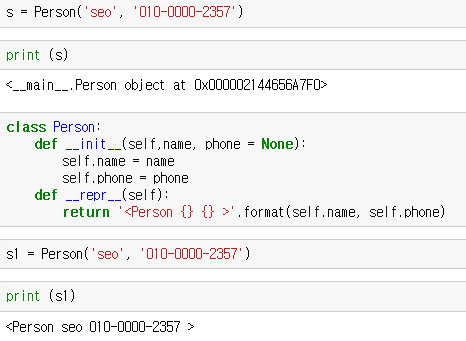 s = Person('seo', '010-0000-2357')
print (s)
<__main__.Person object at 0x000002144656A7F0>
class Person:
    def __init__(self,name, phone = None):
        self.name = name
        self.phone = phone
    def __repr__(self):
        return '<Person {} {} >'.format(self.name, self.phone)
s1 = Person('seo', '010-0000-2357')
print (s1)
<Person seo 010-0000-2357 >